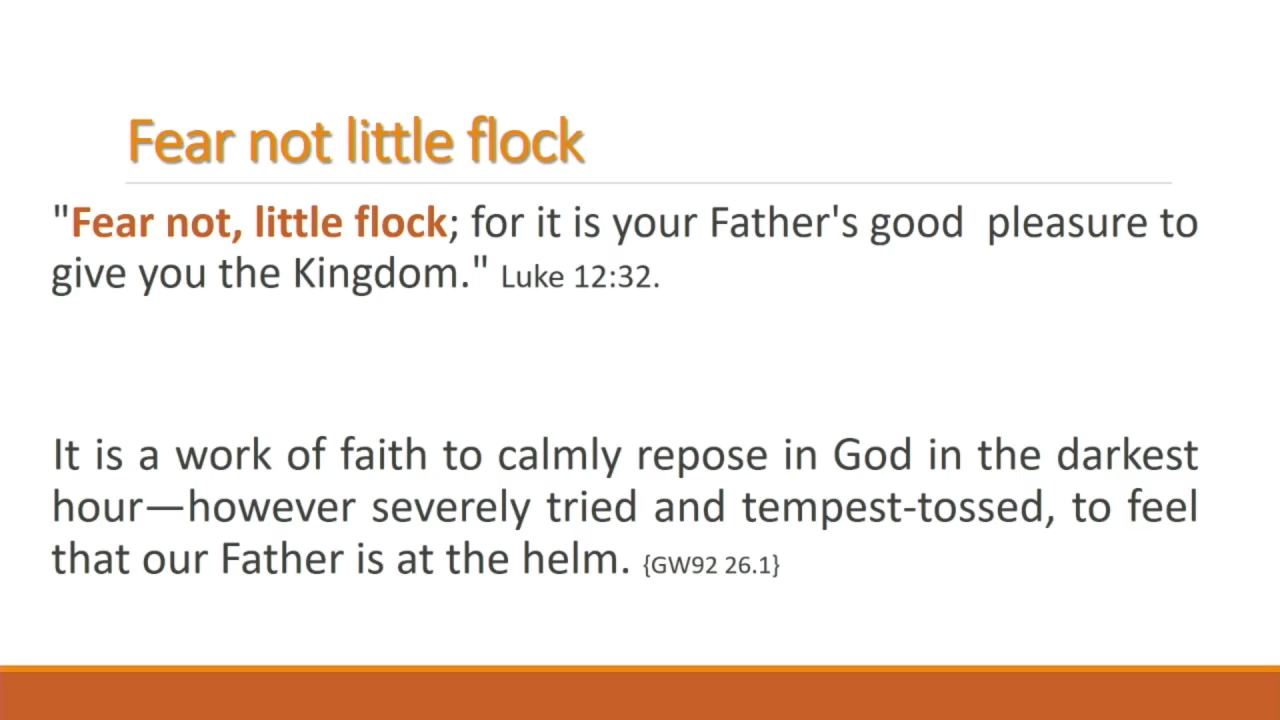 Fear not little flock
"Fear not, little flock; for it is your Father's good  pleasure to
give you the Kingdom." Luke 12:32.
It is a work of faith to calmly repose in God in the darkest
hour—however severely tried and tempest-tossed, to feel
that our Father is at the helm. {GW92 26.1}